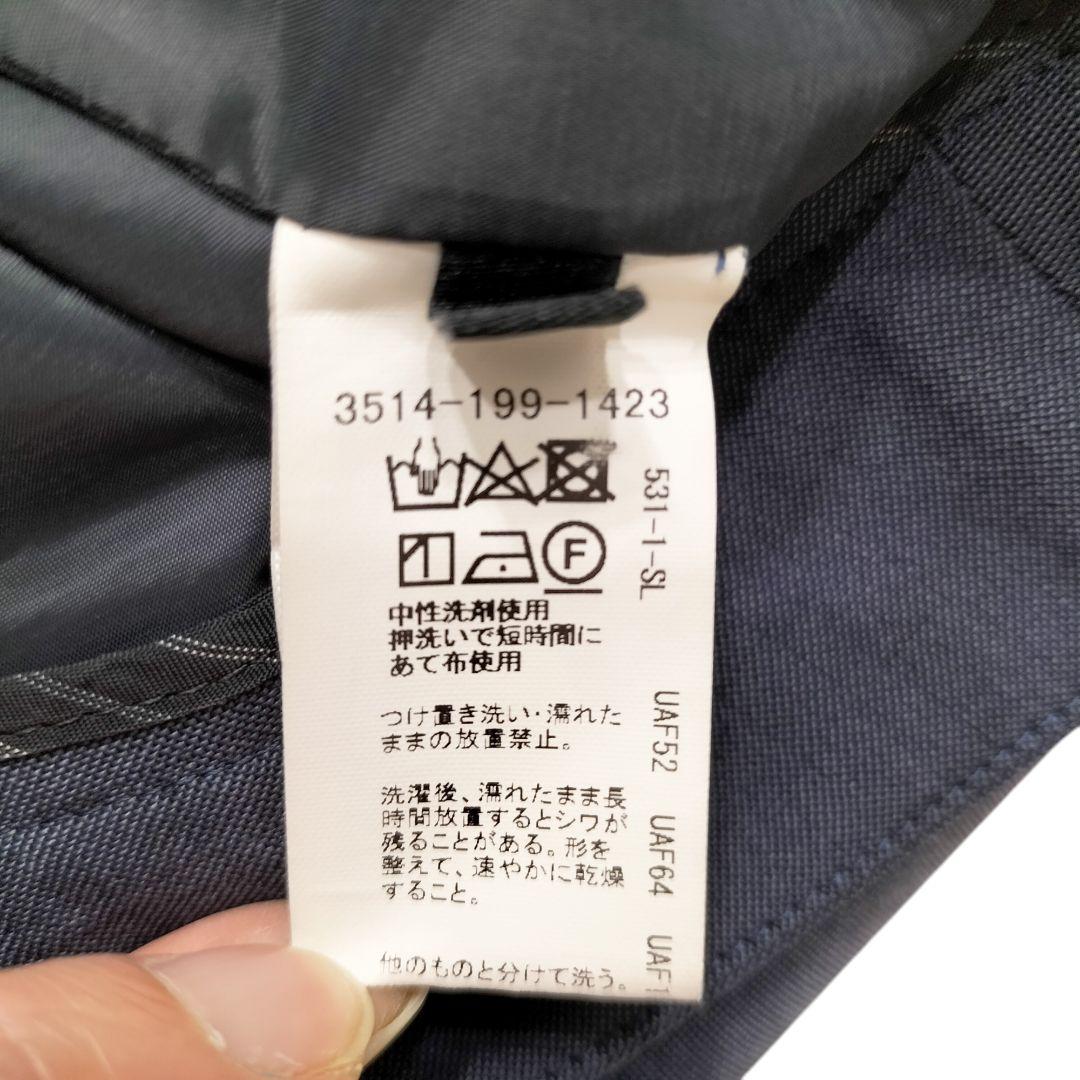 3514-199-1423
F
中性洗剤使用
押洗いで短時間に
あて布使用
つけ置き洗い・濡れた
ままの放置禁止。
洗濯後、濡れたまま長
時間放置するとシワが
残ることがある。形を
整えて、速やかに乾燥
すること。
他のものと分けて洗う。
531-1-SL
UAF52 UAF64 UAF1